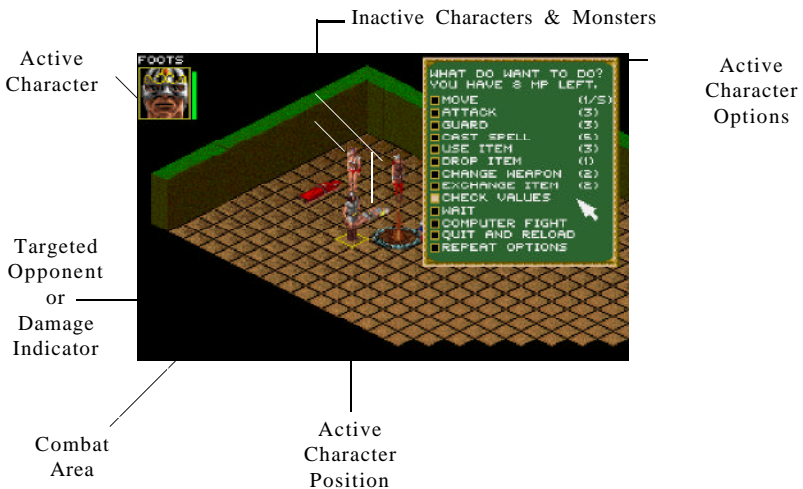 Inactive Characters & Monsters
Active
Character
FOOTS
WHAT DO WANT TO DO?
YOU HAVE 8 MP LEFT.
MOVE (1/S)
ATTACK (3)
GUARD (3)
CAST SPELL (5)
USE ITEM (3)
DROP ITEM (1)
CHANGE WEAPON (2)
EXCHANGE ITEM (2)
CHECK VALUES
WAIT
COMPUTER FIGHT
QUIT AND RELOAD
REPEAT OPTIONS
Active
Character
Options
Targeted
Opponent
or
Damage
Indicator
Combat
Area
Active
Character
Position